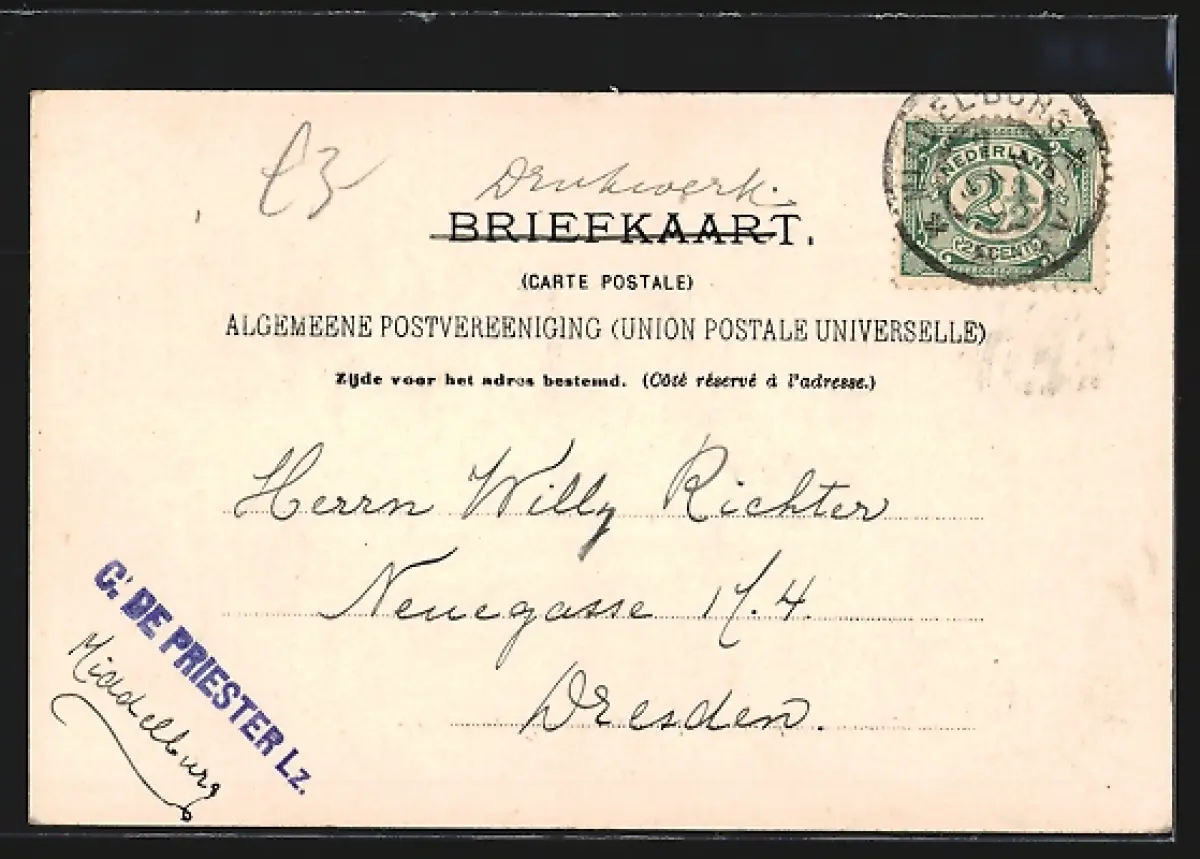 £3
Drukwerk.
BRIEFKAART.
(CARTE POSTALE)
ALGEMEENE POSTVEREENIGING (UNION POSTALE UNIVERSELLE)
Zijde voor het adres bestemd. (Côté réservé à l'adresse.)
NEDERLAND
2½
CENT
Herrn Willy Richter
Neuegasse
Dresden.
C. DE PRIESTER Lz.
Middelburg